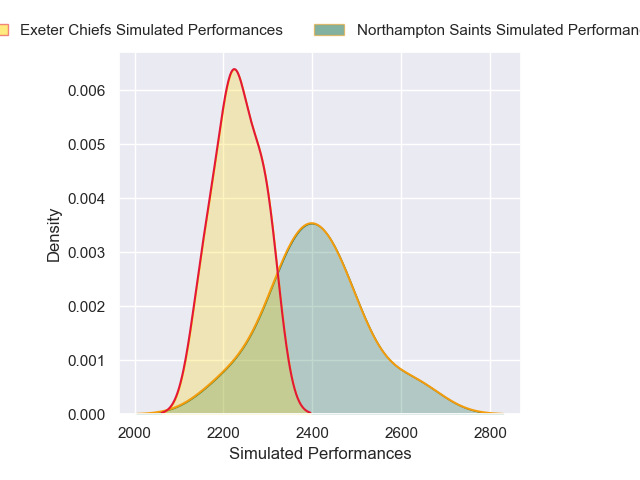 Exeter Chiefs Simulated Performances
Northampton Saints Simulated
Density
0.006
0.005
0.004
0.003
0.002
0.001
0.000
2000 2200 2400 2600 2800
Simulated Performances